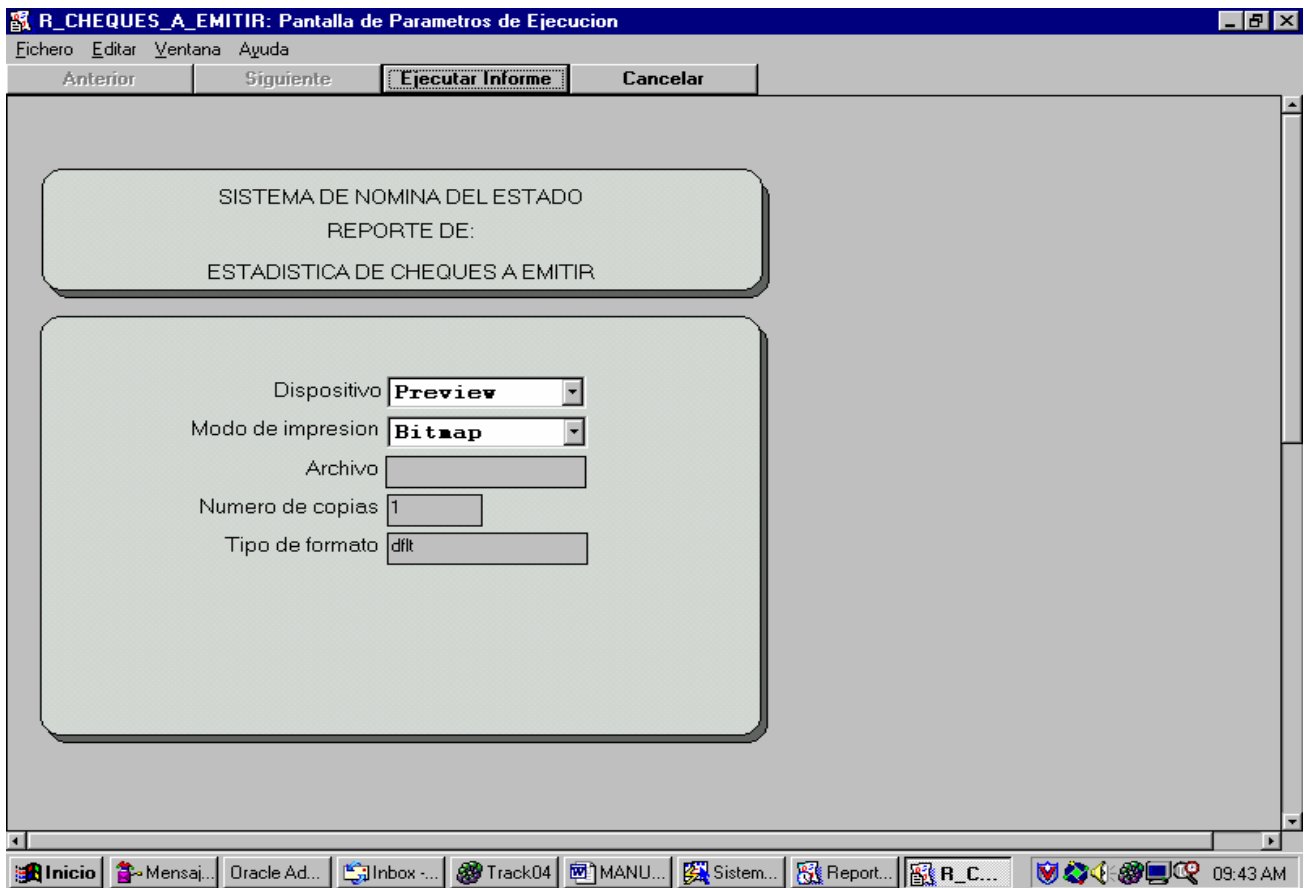 R_CHEQUES_A_EMITIR: Pantalla de Parametros de Ejecucion
Fichero Editar Ventana Ayuda
Anterior Siguiente Ejecutar Informe Cancelar
SISTEMA DE NOMINA DEL ESTADO
REPORTE DE:
ESTADISTICA DE CHEQUES A EMITIR
Dispositivo Preview
Modo de impresion Bitmap
Archivo
Numero de copias 1
Tipo de formato dflt
Inicio Mensaj... Oracle Ad... Inbox -... Track04 MANU... Sistem... Report... R_C... 09:43 AM